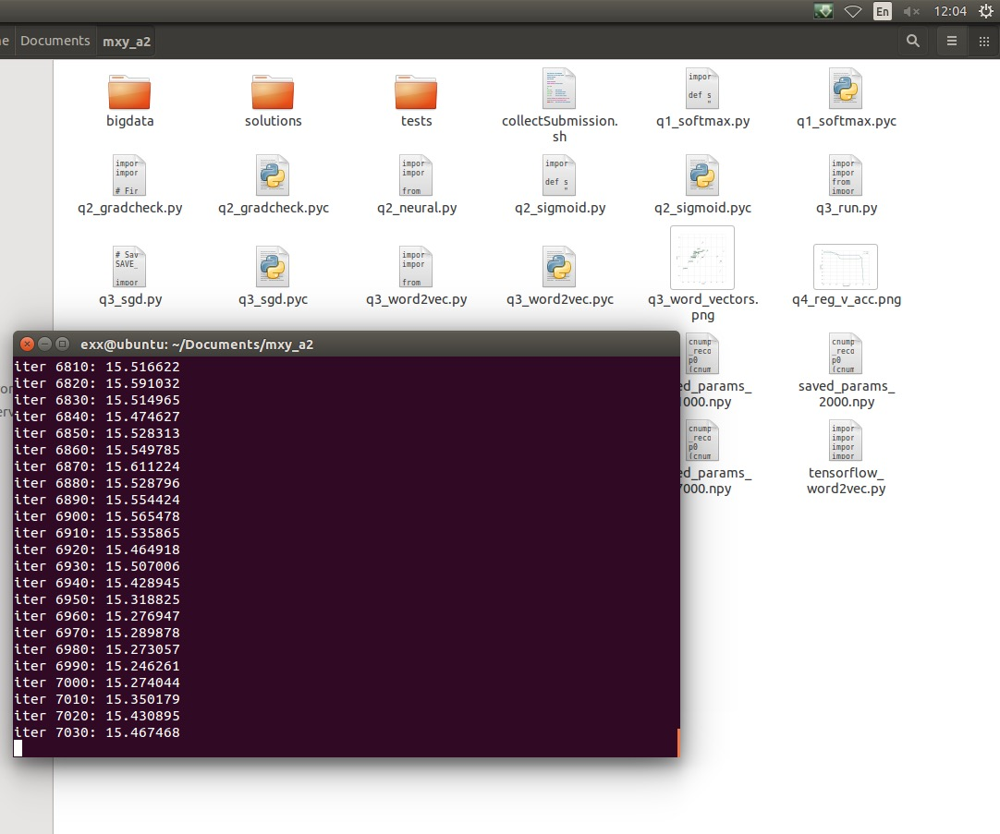 En 12:04
Documents mxy_a2
bigdata
solutions
tests
collectSubmission.
sh
q1_softmax.py
q1_softmax.pyc
q2_gradcheck.py
q2_gradcheck.pyc
q2_neural.py
q2_sigmoid.py
q2_sigmoid.pyc
q3_run.py
q3_sgd.py
q3_sgd.pyc
q3_word2vec.py
q3_word2vec.pyc
q3_word_vectors.
png
q4_reg_v_acc.png
ed_params_
000.npy
saved_params_
2000.npy
ed_params_
7000.npy
tensorflow_
word2vec.py
exx@ubuntu: ~/Documents/mxy_a2
iter 6810: 15.516622
iter 6820: 15.591032
iter 6830: 15.514965
iter 6840: 15.474627
iter 6850: 15.528313
iter 6860: 15.549785
iter 6870: 15.611224
iter 6880: 15.528796
iter 6890: 15.554424
iter 6900: 15.565478
iter 6910: 15.535865
iter 6920: 15.464918
iter 6930: 15.507006
iter 6940: 15.428945
iter 6950: 15.318825
iter 6960: 15.276947
iter 6970: 15.289878
iter 6980: 15.273057
iter 6990: 15.246261
iter 7000: 15.274044
iter 7010: 15.350179
iter 7020: 15.430895
iter 7030: 15.467468